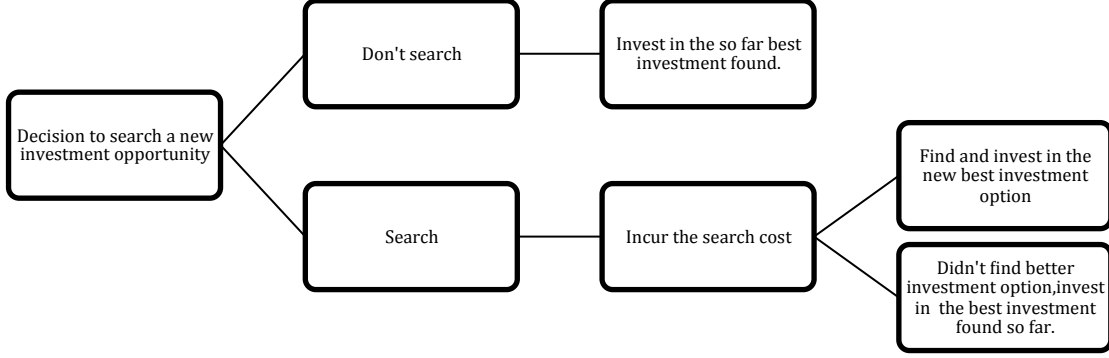 Don't search
Invest in the so far best
investment found.
Decision to search a new
investment opportunity
Search
Incur the search cost
Find and invest in the
new best investment
option
Didn't find better
investment option,invest
in  the best investment
found so far.